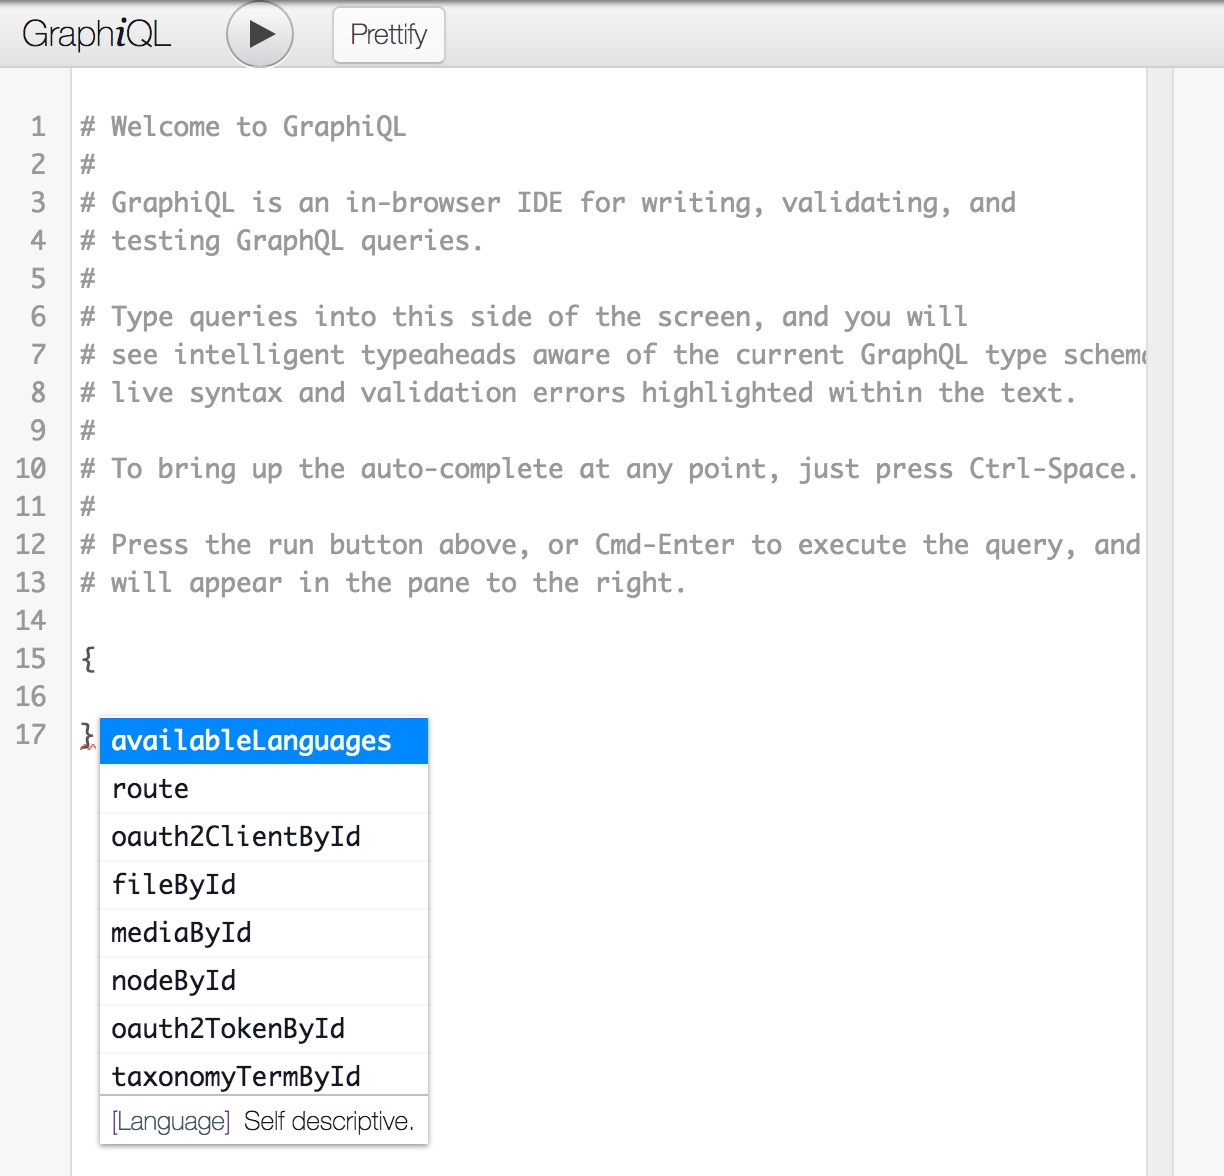 GraphiQL
Prettify
1 # Welcome to GraphiQL
2 #
3 # GraphiQL is an in-browser IDE for writing, validating, and
4 # testing GraphQL queries.
5 #
6 # Type queries into this side of the screen, and you will
7 # see intelligent typeaheads aware of the current GraphQL type
8 # live syntax and validation errors highlighted within the text.
9 #
10 # To bring up the auto-complete at any point, just press Ctrl-Space.
11 #
12 # Press the run button above, or Cmd-Enter to execute the query, and
13 # will appear in the pane to the right.
14
15 {
16
17 }
availableLanguages
route
oauth2ClientById
fileById
mediaById
nodeById
oauth2TokenById
taxonomyTermById
[Language] Self descriptive.